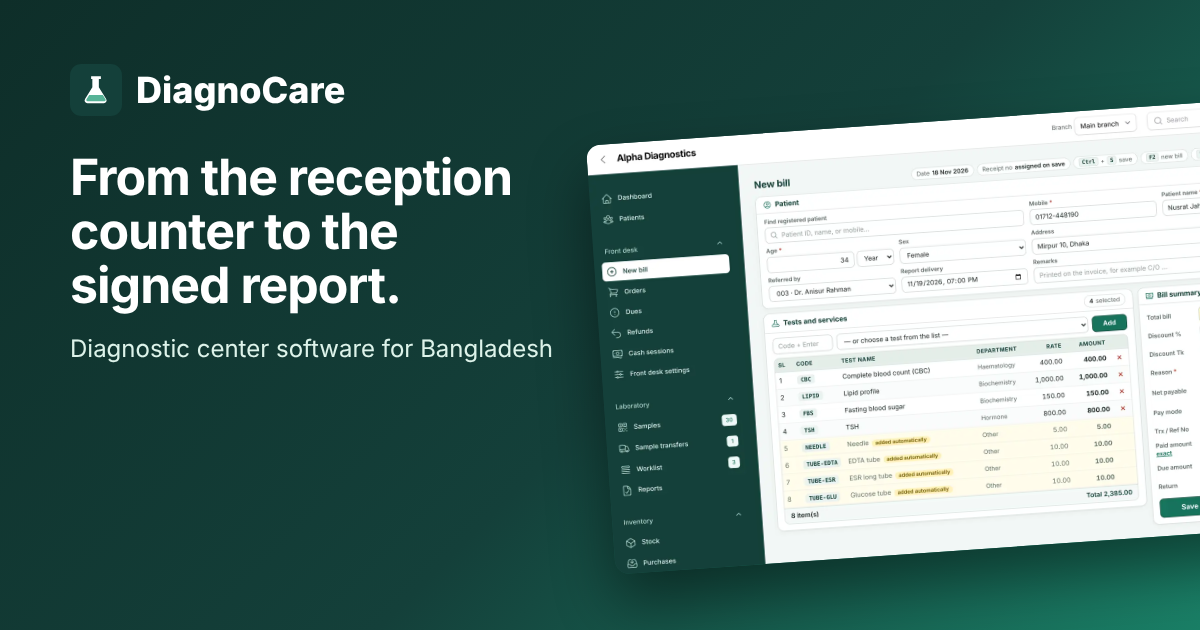 DiagnoCare
From the reception
counter to the
signed report.
Diagnostic center software for Bangladesh
Alpha Diagnostics
Branch Main branch Search
Dashboard
Patients
Front desk
New bill
Orders
Dues
Refunds
Cash sessions
Front desk settings
Laboratory
Samples 30
Sample transfers 1
Worklist 3
Reports
Inventory
Stock
Purchases
New bill
Date 16 Nov 2026 Receipt no assigned on save Ctrl + S save F2 new bill
Patient
Find registered patient Mobile * Patient name
Patient ID, name, or mobile... 01712-448190 Nusrat Jah
Age * Sex Address
34 Year Female Mirpur 10, Dhaka
Referred by Report delivery Remarks
003 · Dr. Anisur Rahman 11/19/2026, 07:00 PM Printed on the invoice, for example C/O ...
Tests and services 4 selected
Code + Enter — or choose a test from the list — Add
SL CODE TEST NAME DEPARTMENT RATE AMOUNT
1 CBC Complete blood count (CBC) Haematology 400.00 400.00 ×
2 LIPID Lipid profile Biochemistry 1,000.00 1,000.00 ×
3 FBS Fasting blood sugar Biochemistry 150.00 150.00 ×
4 TSH TSH Hormone 800.00 800.00 ×
5 NEEDLE Needle added automatically Other 5.00 5.00
6 TUBE-EDTA EDTA tube added automatically Other 10.00 10.00
7 TUBE-ESR ESR long tube added automatically Other 10.00 10.00
8 TUBE-GLU Glucose tube added automatically Other 10.00 10.00
8 item(s) Total 2,385.00
Bill summary
Total bill
Discount %
Discount Tk
Reason *
Net payable
Pay mode
Trx / Ref No
Paid amount
exact
Due amount
Return
Save